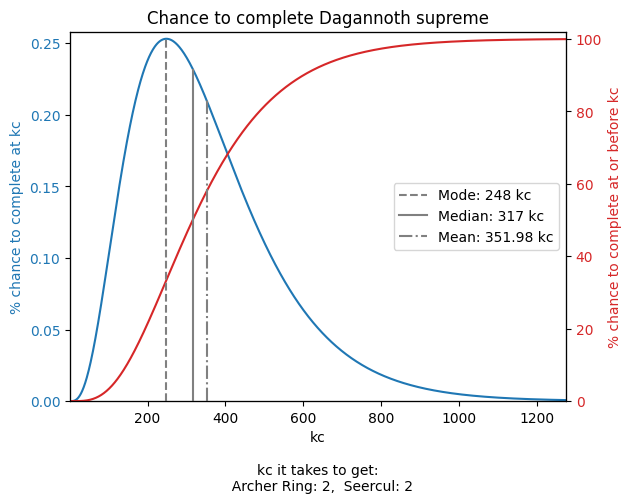 Chance to complete Dagannoth supreme
% chance to complete at kc
0.25
0.20
0.15
0.10
0.05
0.00
100
80
60
40
20
0
% chance to complete at or before kc
Mode: 248 kc
Median: 317 kc
Mean: 351.98 kc
200 400 600 800 1000 1200
kc
kc it takes to get:
Archer Ring: 2, Seercul: 2